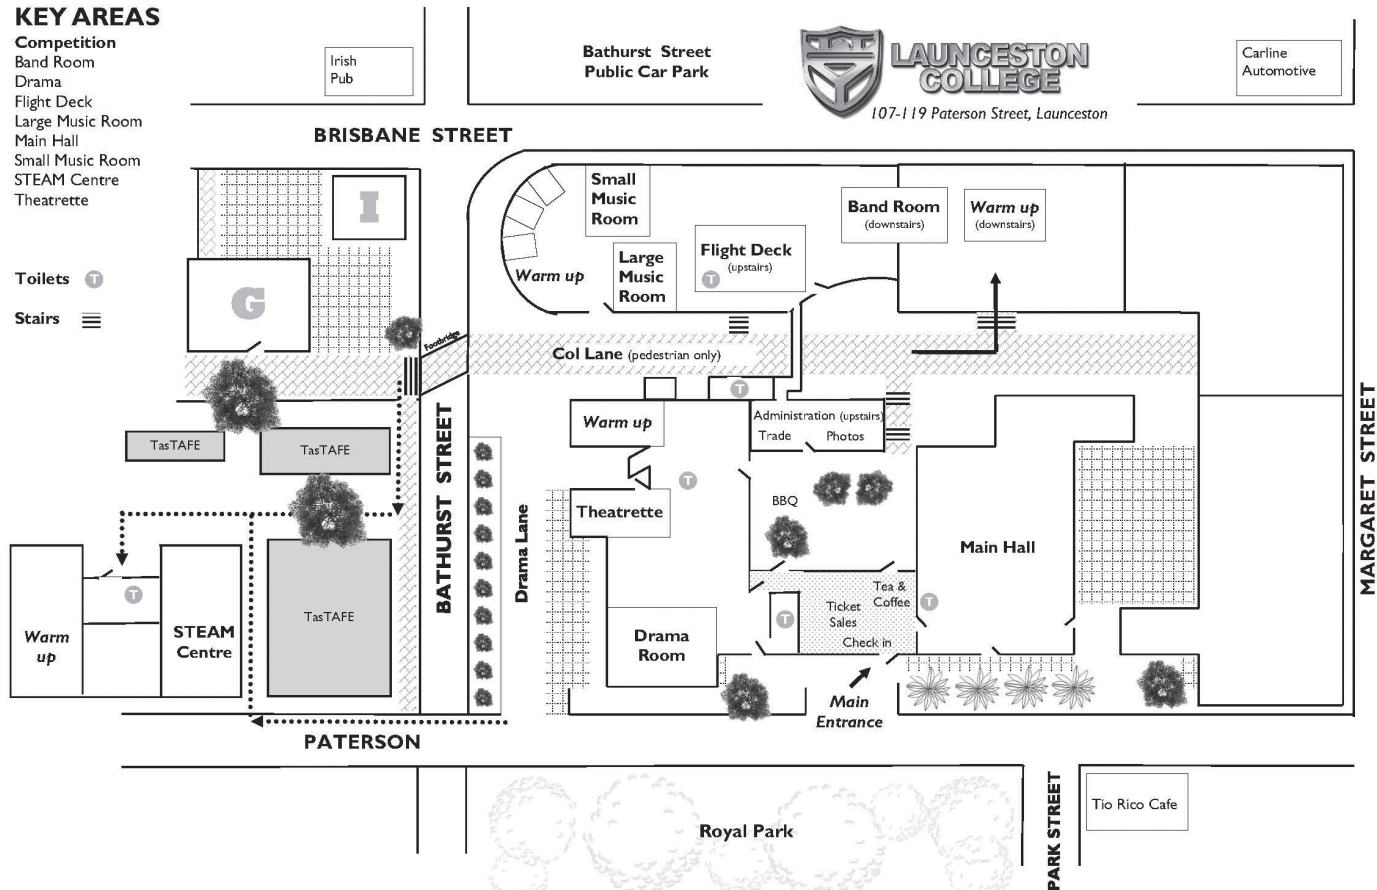 KEY AREAS
Competition
Band Room
Drama
Flight Deck
Large Music Room
Main Hall
Small Music Room
STEAM Centre
Theatrette
Toilets T
Stairs
Irish
Pub
Bathurst Street
Public Car Park
LAUNCESTON
COLLEGE
107-119 Paterson Street, Launceston
Carline
Automotive
BRISBANE STREET
I
G
Small
Music
Room
Large
Music
Room
Warm up
Flight Deck
(upstairs)
T
Band Room
(downstairs)
Warm up
(downstairs)
Footbridge
Col Lane (pedestrian only)
T
Warm up
Administration (upstairs)
Trade Photos
TasTAFE
TasTAFE
TasTAFE
BATHURST STREET
Drama Lane
MARGARET STREET
T
Theatrette
BBQ
Main Hall
Tea &
Coffee
T
Ticket
Sales
Check in
T
Drama
Room
T
Warm
up
STEAM
Centre
Main
Entrance
PATERSON
Royal Park
PARK STREET
Tio Rico Cafe